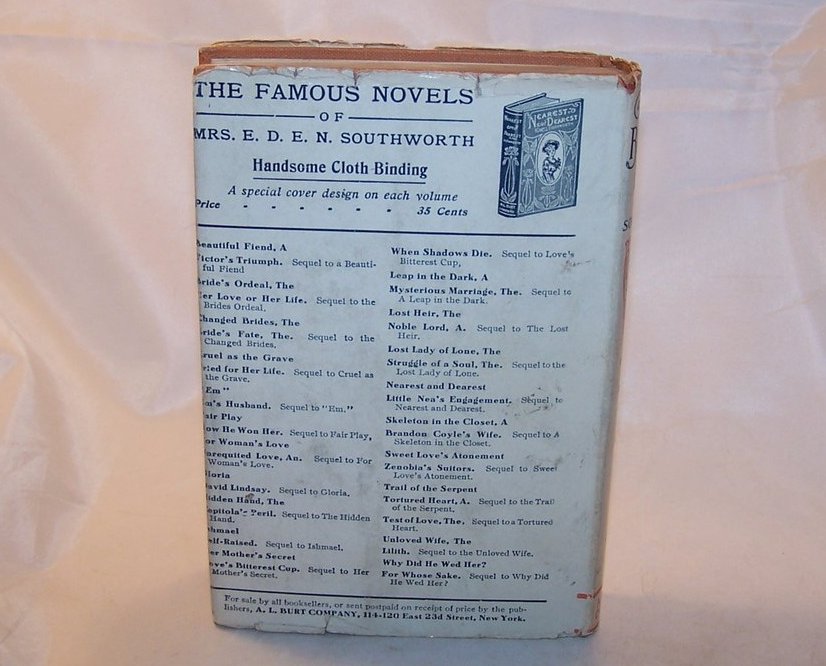 THE FAMOUS NOVELS
OF
MRS. E. D. E. N. SOUTHWORTH
Handsome Cloth Binding
A special cover design on each volume
Price - - - - - - 35 Cents
NEAREST AND DEAREST
Beautiful Fiend, A
Victor's Triumph. Sequel to a Beauti-
ful Fiend
Bride's Ordeal, The
Her Love or Her Life. Sequel to the
Brides Ordeal.
Changed Brides, The
Bride's Fate, The. Sequel to the
Changed Brides.
Cruel as the Grave
Tried for Her Life. Sequel to Cruel as
the Grave.
"Em"
Em's Husband. Sequel to "Em."
Fair Play
How He Won Her. Sequel to Fair Play,
For Woman's Love
Unrequited Love, An. Sequel to For
Woman's Love.
Gloria
David Lindsay. Sequel to Gloria.
Hidden Hand, The
Capitola's Peril. Sequel to The Hidden
Hand.
Ishmael
Self-Raised. Sequel to Ishmael.
Her Mother's Secret
Love's Bitterest Cup. Sequel to Her
Mother's Secret.
When Shadows Die. Sequel to Love's
Bitterest Cup,
Leap in the Dark, A
Mysterious Marriage, The. Sequel to
A Leap in the Dark.
Lost Heir, The
Noble Lord, A. Sequel to The Lost
Heir.
Lost Lady of Lone, The
Struggle of a Soul, The. Sequel to the
Lost Lady of Lone.
Nearest and Dearest
Little Nea's Engagement. Sequel to
Nearest and Dearest.
Skeleton in the Closet, A
Brandon Coyle's Wife. Sequel to A
Skeleton in the Closet.
Sweet Love's Atonement
Zenobia's Suitors. Sequel to Sweet
Love's Atonement.
Trail of the Serpent
Tortured Heart, A. Sequel to the Trail
of the Serpent.
Test of Love, The. Sequel to a Tortured
Heart.
Unloved Wife, The
Lilith. Sequel to the Unloved Wife.
Why Did He Wed Her?
For Whose Sake. Sequel to Why Did
He Wed Her?
For sale by all booksellers, or sent postpaid on receipt of price by the pub-
lishers, A. L. BURT COMPANY, 114-120 East 23d Street, New York.